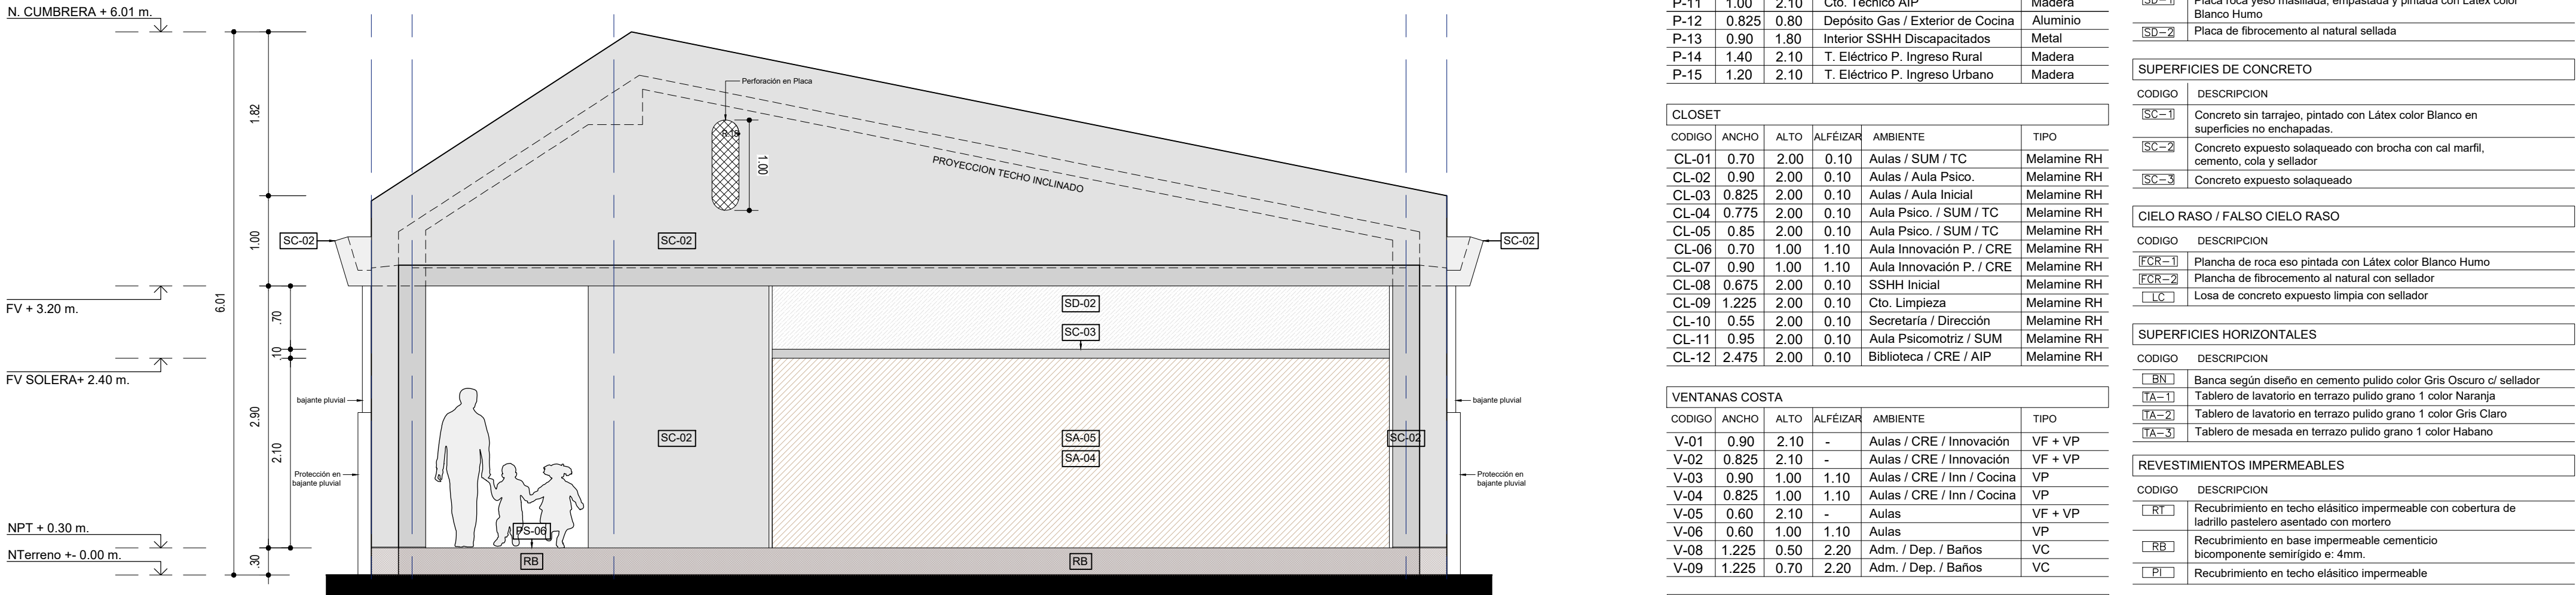 N. CUMBRERA + 6.01 m.
1.82
1.00
6.01
FV + 3.20 m.
.70
.10
FV SOLERA+ 2.40 m.
2.90
2.10
NPT + 0.30 m.
NTerreno +- 0.00 m.
.30
Perforación en Placa
1.00
PROYECCION TECHO INCLINADO
SC-02
SC-02
SC-02
SD-02
SC-03
bajante pluvial
bajante pluvial
SC-02
SA-05
SA-04
SC-02
Protección en
bajante pluvial
Protección en
bajante pluvial
PS-06
RB
RB
P-11 1.00 2.10 Cto. Técnico AIP Madera
P-12 0.825 0.80 Depósito Gas / Exterior de Cocina Aluminio
P-13 0.90 1.80 Interior SSHH Discapacitados Metal
P-14 1.40 2.10 T. Eléctrico P. Ingreso Rural Madera
P-15 1.20 2.10 T. Eléctrico P. Ingreso Urbano Madera
CLOSET
CODIGO ANCHO ALTO ALFÉIZAR AMBIENTE TIPO
CL-01 0.70 2.00 0.10 Aulas / SUM / TC Melamine RH
CL-02 0.90 2.00 0.10 Aulas / Aula Psico. Melamine RH
CL-03 0.825 2.00 0.10 Aulas / Aula Inicial Melamine RH
CL-04 0.775 2.00 0.10 Aula Psico. / SUM / TC Melamine RH
CL-05 0.85 2.00 0.10 Aula Psico. / SUM / TC Melamine RH
CL-06 0.70 1.00 1.10 Aula Innovación P. / CRE Melamine RH
CL-07 0.90 1.00 1.10 Aula Innovación P. / CRE Melamine RH
CL-08 0.675 2.00 0.10 SSHH Inicial Melamine RH
CL-09 1.225 2.00 0.10 Cto. Limpieza Melamine RH
CL-10 0.55 2.00 0.10 Secretaría / Dirección Melamine RH
CL-11 0.95 2.00 0.10 Aula Psicomotriz / SUM Melamine RH
CL-12 2.475 2.00 0.10 Biblioteca / CRE / AIP Melamine RH
VENTANAS COSTA
CODIGO ANCHO ALTO ALFÉIZAR AMBIENTE TIPO
V-01 0.90 2.10 - Aulas / CRE / Innovación VF + VP
V-02 0.825 2.10 - Aulas / CRE / Innovación VF + VP
V-03 0.90 1.00 1.10 Aulas / CRE / Inn / Cocina VP
V-04 0.825 1.00 1.10 Aulas / CRE / Inn / Cocina VP
V-05 0.60 2.10 - Aulas VF + VP
V-06 0.60 1.00 1.10 Aulas VP
V-08 1.225 0.50 2.20 Adm. / Dep. / Baños VC
V-09 1.225 0.70 2.20 Adm. / Dep. / Baños VC
SD-1 Placa roca yeso masillada, empastada y pintada con Látex color
Blanco Humo
SD-2 Placa de fibrocemento al natural sellada
SUPERFICIES DE CONCRETO
CODIGO DESCRIPCION
SC-1 Concreto sin tarrajeo, pintado con Látex color Blanco en
superficies no enchapadas.
SC-2 Concreto expuesto solaqueado con brocha con cal marfil,
cemento, cola y sellador
SC-3 Concreto expuesto solaqueado
CIELO RASO / FALSO CIELO RASO
CODIGO DESCRIPCION
FCR-1 Plancha de roca eso pintada con Látex color Blanco Humo
FCR-2 Plancha de fibrocemento al natural con sellador
LC Losa de concreto expuesto limpia con sellador
SUPERFICIES HORIZONTALES
CODIGO DESCRIPCION
BN Banca según diseño en cemento pulido color Gris Oscuro c/ sellador
TA-1 Tablero de lavatorio en terrazo pulido grano 1 color Naranja
TA-2 Tablero de lavatorio en terrazo pulido grano 1 color Gris Claro
TA-3 Tablero de mesada en terrazo pulido grano 1 color Habano
REVESTIMIENTOS IMPERMEABLES
CODIGO DESCRIPCION
RT Recubrimiento en techo elásitico impermeable con cobertura de
ladrillo pastelero asentado con mortero
RB Recubrimiento en base impermeable cementicio
bicomponente semirígido e: 4mm.
PI Recubrimiento en techo elásitico impermeable